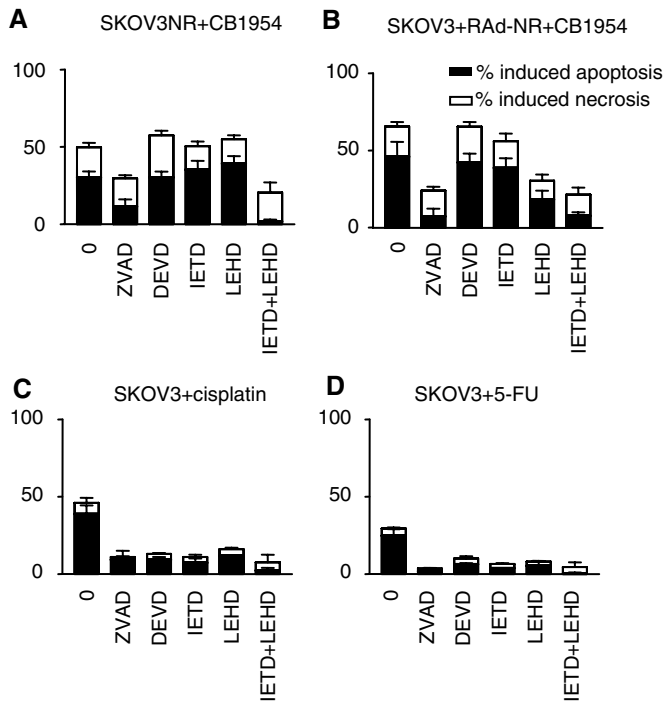 A
SKOV3NR+CB1954
100
50
0
0
ZVAD
DEVD
IETD
LEHD
IETD+LEHD
B
SKOV3+RAd-NR+CB1954
% induced apoptosis
% induced necrosis
100
50
0
0
ZVAD
DEVD
IETD
LEHD
IETD+LEHD
C
SKOV3+cisplatin
100
50
0
0
ZVAD
DEVD
IETD
LEHD
IETD+LEHD
D
SKOV3+5-FU
100
50
0
0
ZVAD
DEVD
IETD
LEHD
IETD+LEHD